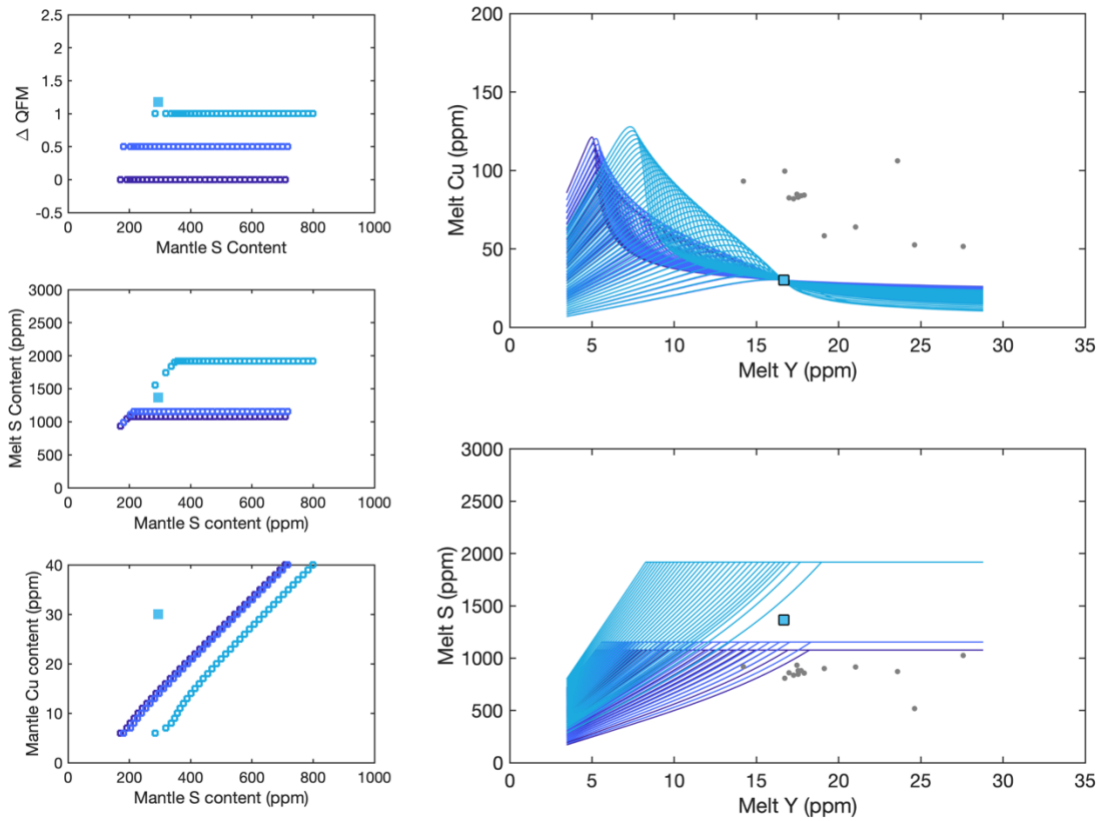 2.5
2
1.5
1
0.5
0
-0.5
Δ QFM
0 200 400 600 800 1000
Mantle S Content
3000
2500
2000
1500
1000
500
0
Melt S Content (ppm)
0 200 400 600 800 1000
Mantle S content (ppm)
40
30
20
10
0
Mantle Cu content (ppm)
0 200 400 600 800 1000
Mantle S content (ppm)
200
150
100
50
0
Melt Cu (ppm)
0 5 10 15 20 25 30 35
Melt Y (ppm)
3000
2500
2000
1500
1000
500
0
Melt S (ppm)
0 5 10 15 20 25 30 35
Melt Y (ppm)